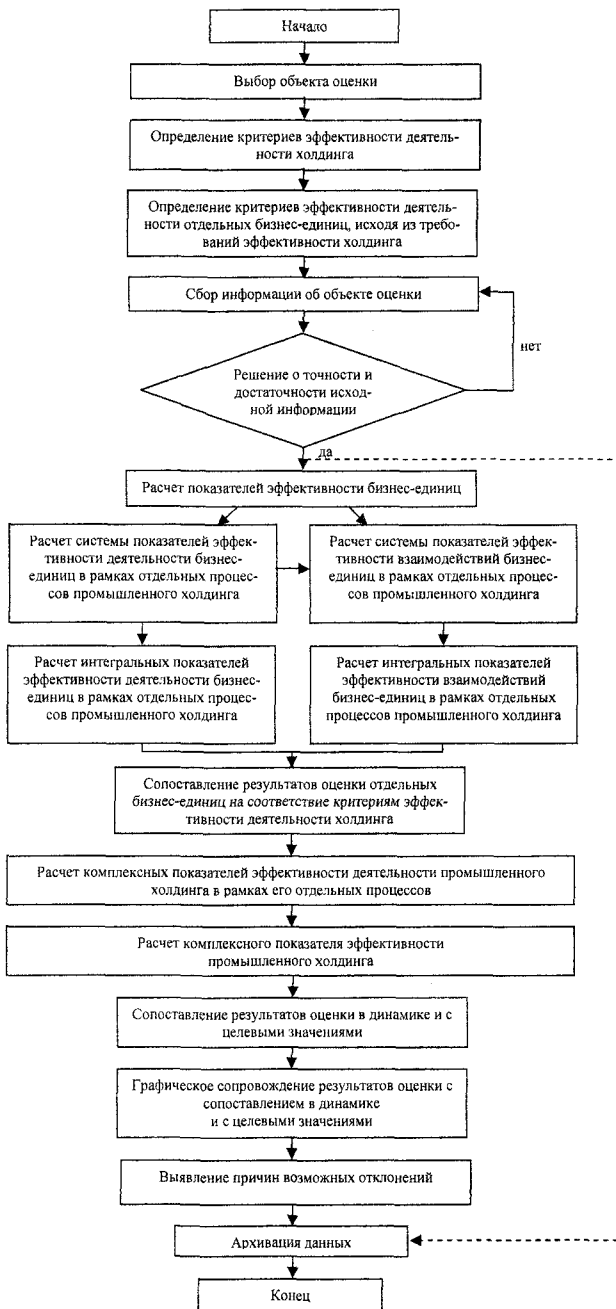 Начало
Выбор объекта оценки
Определение критериев эффективности деятель-
ности холдинга
Определение критериев эффективности деятель-
ности отдельных бизнес-единиц, исходя из требо-
ваний эффективности холдинга
Сбор информации об объекте оценки
нет
Решение о точности и
достаточности исход-
ной информации
да
Расчет показателей эффективности бизнес-единиц
Расчет системы показателей эффек-
тивности деятельности бизнес-
единиц в рамках отдельных процес-
сов промышленного холдинга
Расчет системы показателей эффек-
тивности взаимодействий бизнес-
единиц в рамках отдельных процес-
сов промышленного холдинга
Расчет интегральных показателей
эффективности деятельности бизнес-
единиц в рамках отдельных процес-
сов промышленного холдинга
Расчет интегральных показателей
эффективности взаимодействий
бизнес-единиц в рамках отдельных
процессов промышленного холдинга
Сопоставление результатов оценки отдельных
бизнес-единиц на соответствие критериям эффек-
тивности деятельности холдинга
Расчет комплексных показателей эффективности деятельности промышленного
холдинга в рамках его отдельных процессов
Расчет комплексного показателя эффективности
промышленного холдинга
Сопоставление результатов оценки в динамике и с
целевыми значениями
Графическое сопровождение результатов оценки с
сопоставлением в динамике
и с целевыми значениями
Выявление причин возможных отклонений
Архивация данных
Конец